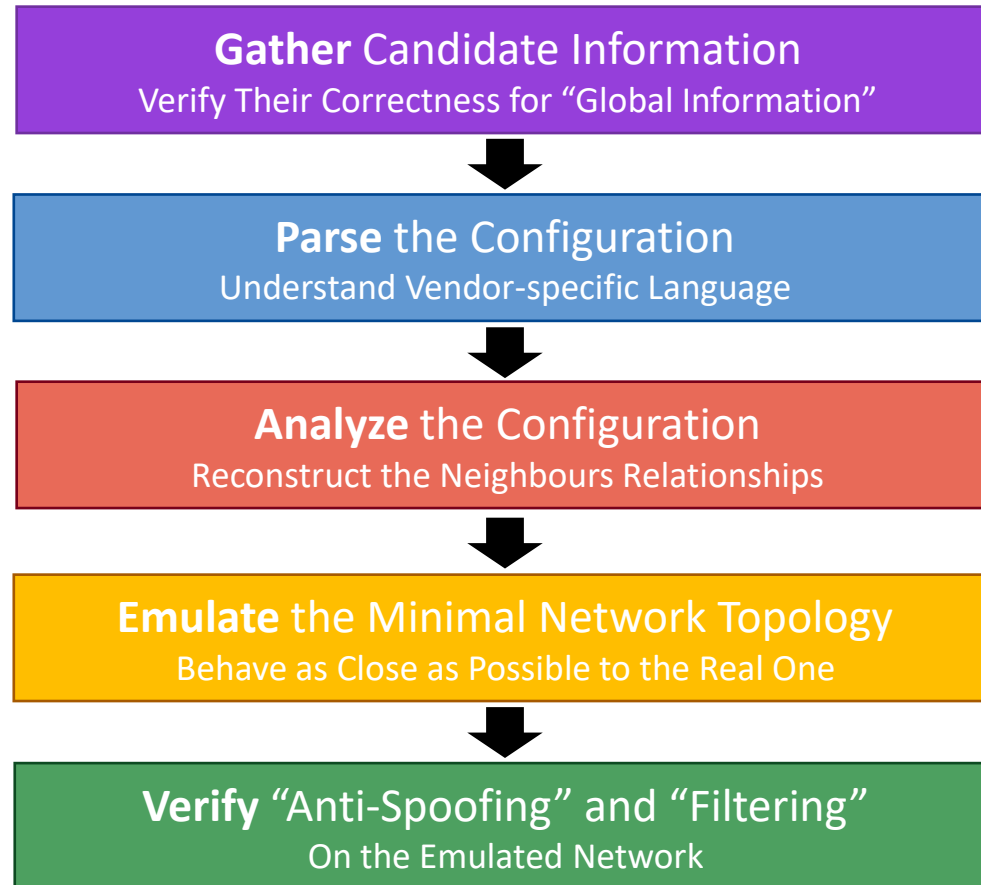 Gather Candidate Information
Verify Their Correctness for “Global Information”
Parse the Configuration
Understand Vendor-specific Language
Analyze the Configuration
Reconstruct the Neighbours Relationships
Emulate the Minimal Network Topology
Behave as Close as Possible to the Real One
Verify “Anti-Spoofing” and “Filtering”
On the Emulated Network